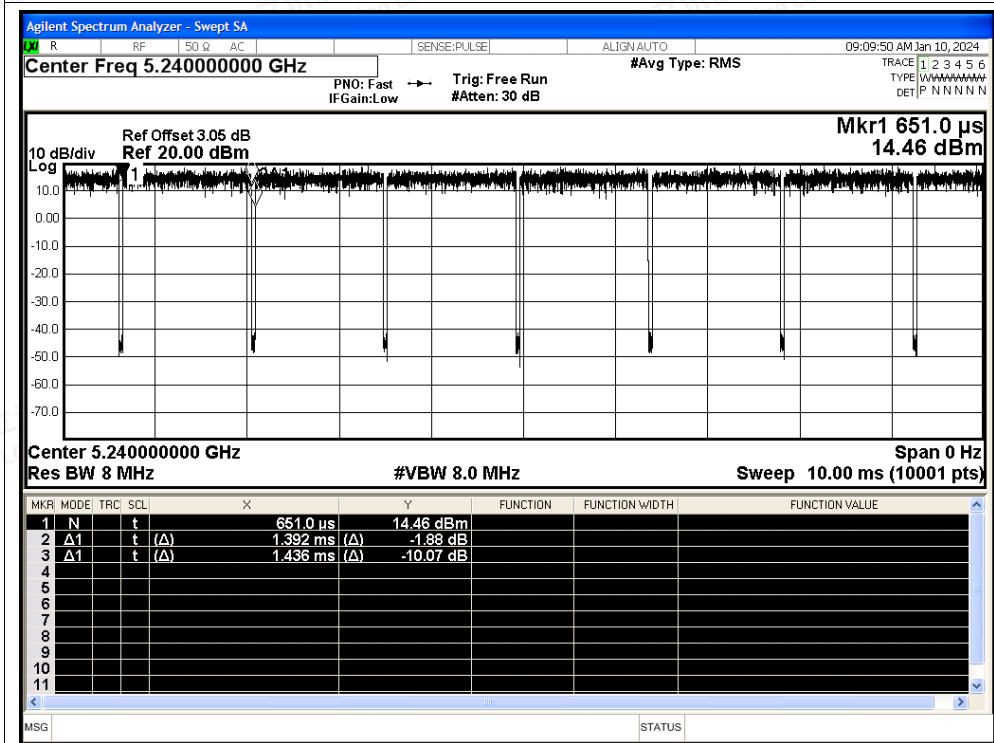 Agilent Spectrum Analyzer - Swept SA
LXI R RF 50 Ω AC SENSE:PULSE ALIGN AUTO 09:09:50 AM Jan 10, 2024
Center Freq 5.240000000 GHz #Avg Type: RMS TRACE 1 2 3 4 5 6
PNO: Fast Trig: Free Run TYPE WWWWWW
IFGain:Low #Atten: 30 dB DET P N N N N N
Mkr1 651.0 µs
Ref Offset 3.05 dB
10 dB/div Ref 20.00 dBm 14.46 dBm
Log
1
10.0
0.00
-10.0
-20.0
-30.0
-40.0
-50.0
-60.0
-70.0
Center 5.240000000 GHz Span 0 Hz
Res BW 8 MHz #VBW 8.0 MHz Sweep 10.00 ms (10001 pts)
MKR MODE TRC SCL X Y FUNCTION FUNCTION WIDTH FUNCTION VALUE
1 N t 651.0 µs 14.46 dBm
2 Δ1 t (Δ) 1.392 ms (Δ) -1.88 dB
3 Δ1 t (Δ) 1.436 ms (Δ) -10.07 dB
4
5
6
7
8
9
10
11
MSG STATUS